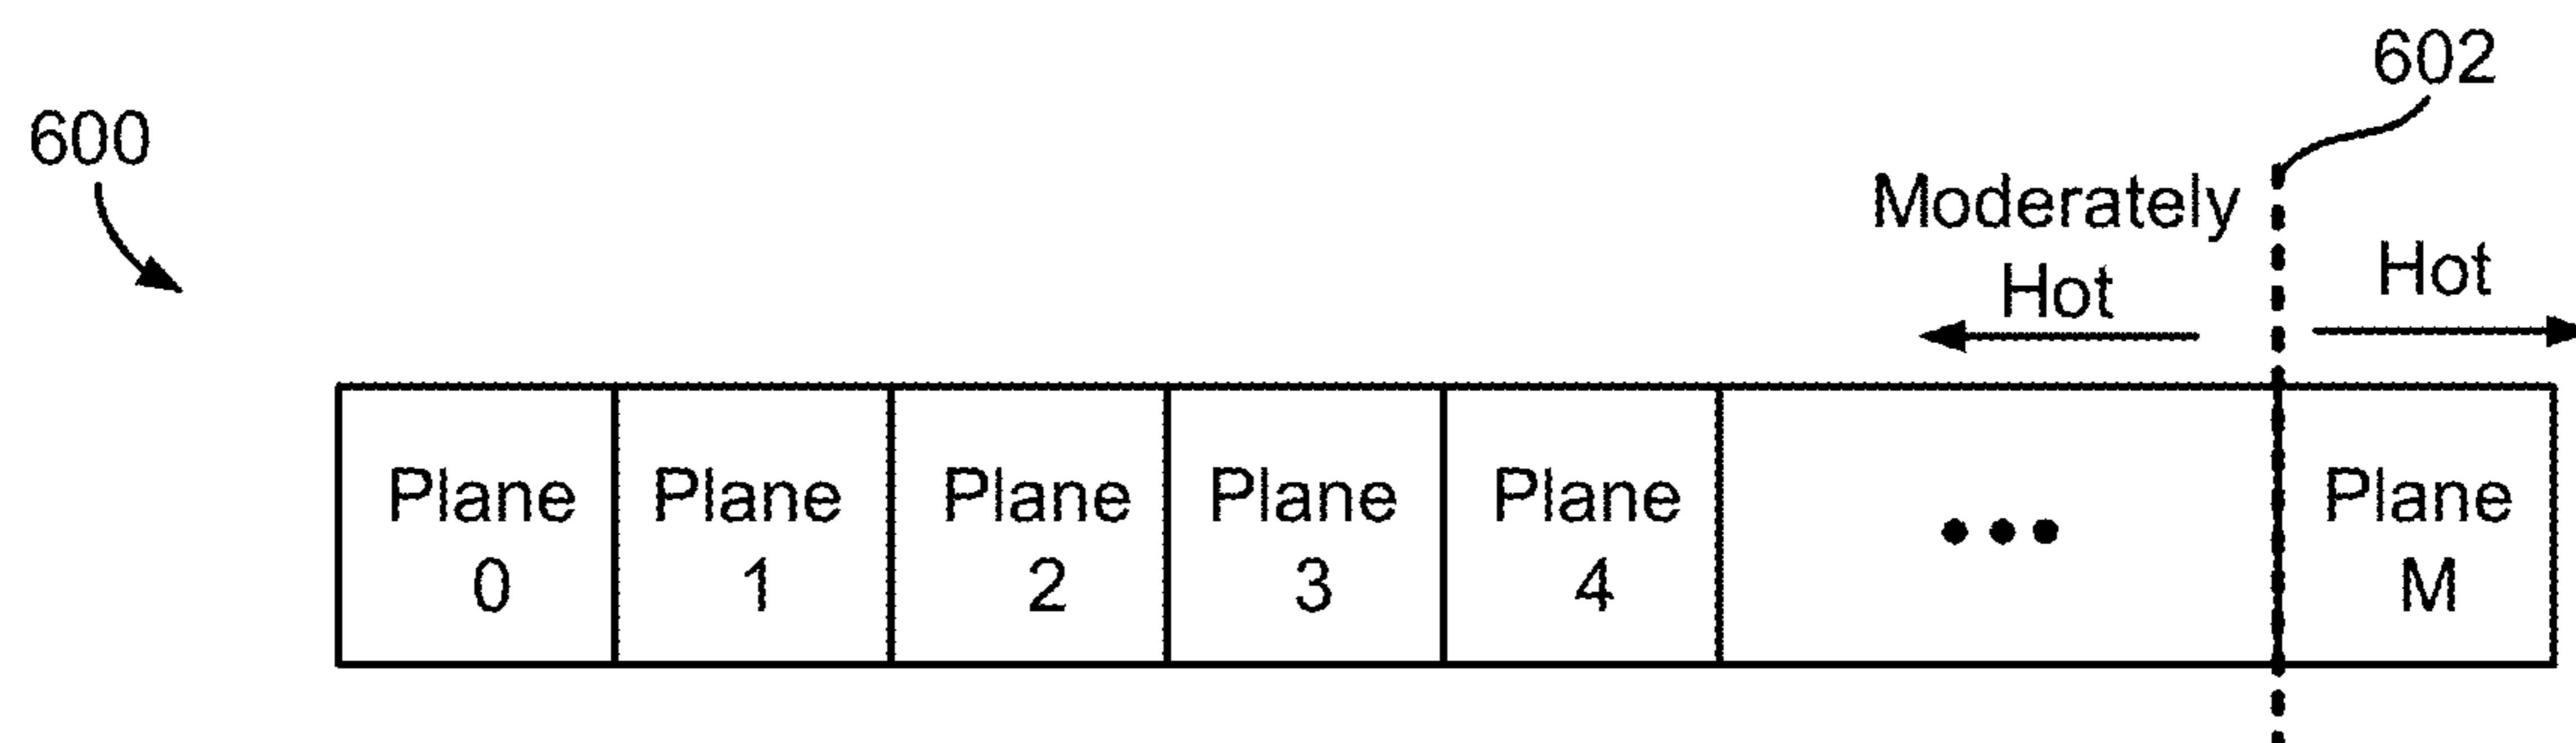 602
600
Moderately
Hot
Hot
Plane Plane Plane Plane Plane ••• Plane
0 1 2 3 4 M